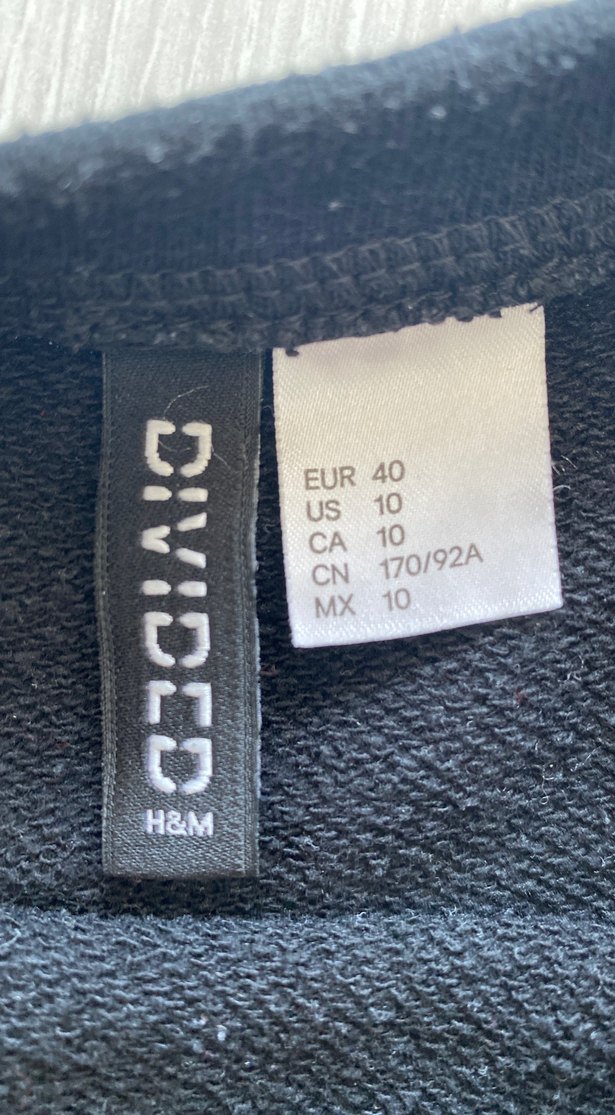 DIVIDED
H&M
EUR 40
US 10
CA 10
CN 170/92A
MX 10